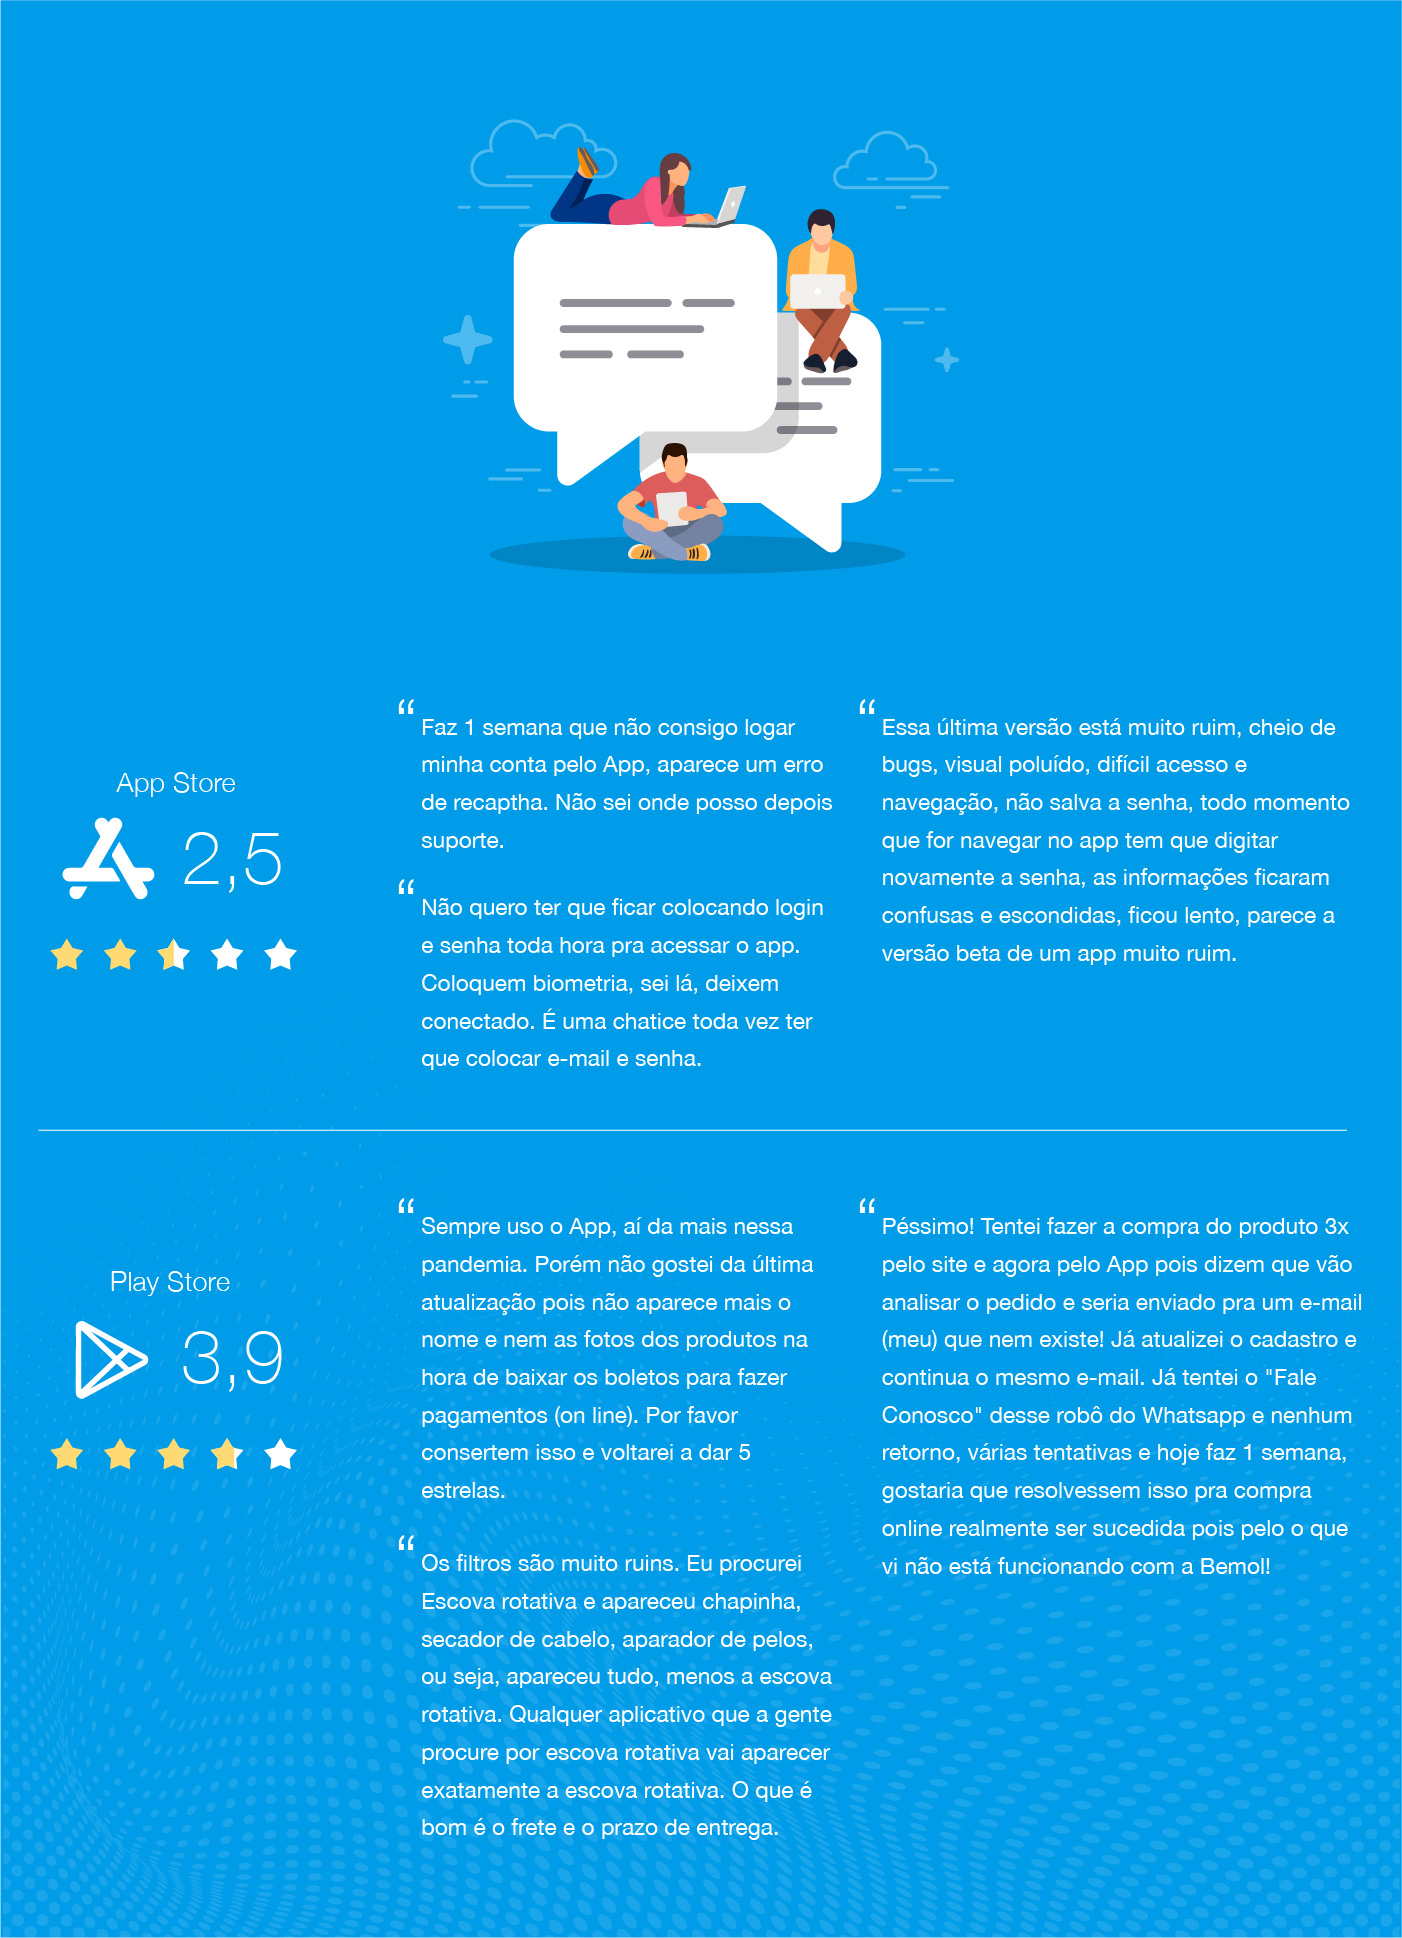 App Store
2,5
“
Faz 1 semana que não consigo logar
minha conta pelo App, aparece um erro
de recaptha. Não sei onde posso depois
suporte.
“
Não quero ter que ficar colocando login
e senha toda hora pra acessar o app.
Coloquem biometria, sei lá, deixem
conectado. É uma chatice toda vez ter
que colocar e-mail e senha.
“
Essa última versão está muito ruim, cheio de
bugs, visual poluído, difícil acesso e
navegação, não salva a senha, todo momento
que for navegar no app tem que digitar
novamente a senha, as informações ficaram
confusas e escondidas, ficou lento, parece a
versão beta de um app muito ruim.
Play Store
3,9
“
Sempre uso o App, aí da mais nessa
pandemia. Porém não gostei da última
atualização pois não aparece mais o
nome e nem as fotos dos produtos na
hora de baixar os boletos para fazer
pagamentos (on line). Por favor
consertem isso e voltarei a dar 5
estrelas.
“
Os filtros são muito ruins. Eu procurei
Escova rotativa e apareceu chapinha,
secador de cabelo, aparador de pelos,
ou seja, apareceu tudo, menos a escova
rotativa. Qualquer aplicativo que a gente
procure por escova rotativa vai aparecer
exatamente a escova rotativa. O que é
bom é o frete e o prazo de entrega.
“
Péssimo! Tentei fazer a compra do produto 3x
pelo site e agora pelo App pois dizem que vão
analisar o pedido e seria enviado pra um e-mail
(meu) que nem existe! Já atualizei o cadastro e
continua o mesmo e-mail. Já tentei o "Fale
Conosco" desse robô do Whatsapp e nenhum
retorno, várias tentativas e hoje faz 1 semana,
gostaria que resolvessem isso pra compra
online realmente ser sucedida pois pelo o que
vi não está funcionando com a Bemol!